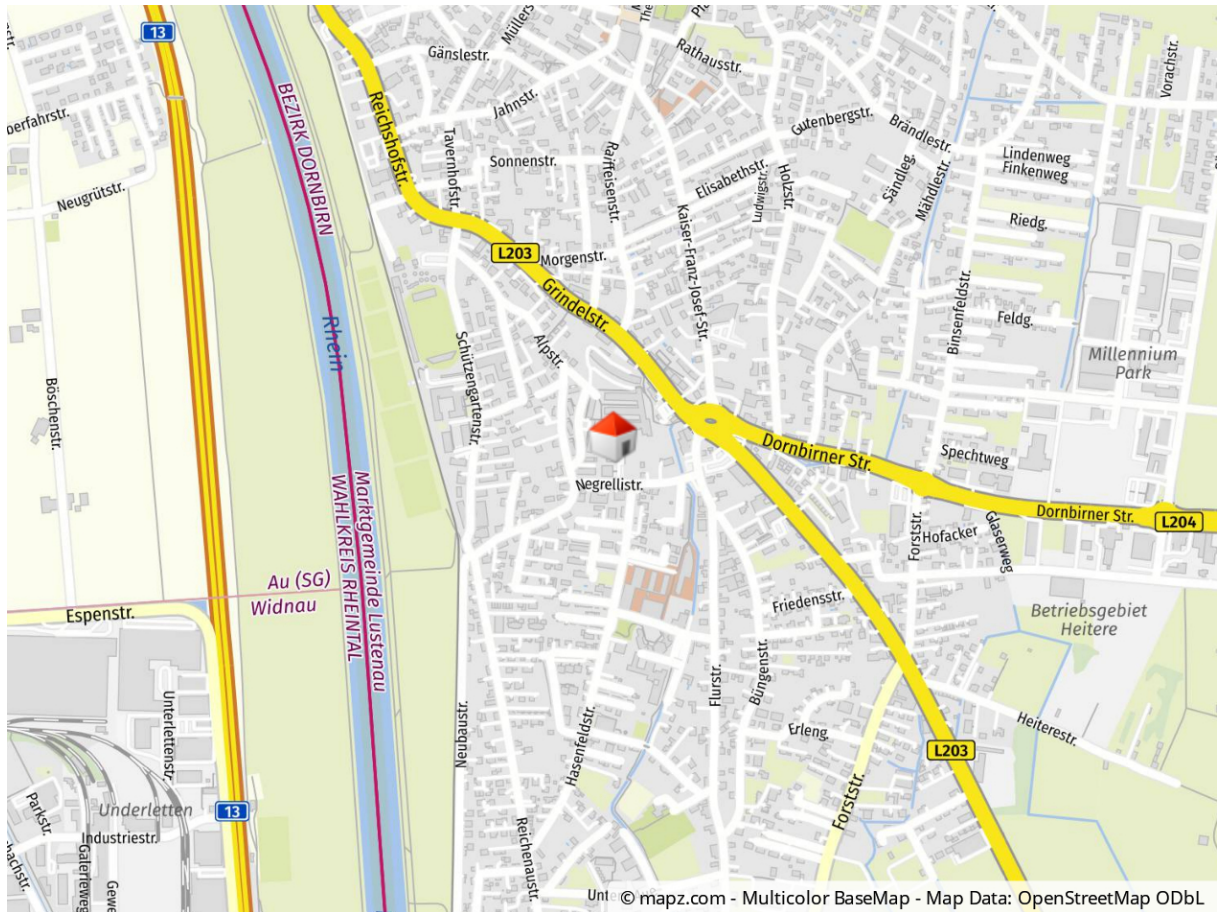 13
Gänslestr.
Rathausstr.
Vorachstr.
BEZIRK DORNBIRN
Reichshofstr.
Jahnstr.
Gutenbergstr.
Brändlestr.
Tavernhofstr.
Sonnenstr.
Raiffeisenstr.
Elisabethstr.
Holzstr.
Ludwigstr.
Sändleg.
Mähdlestr.
Lindenweg
Finkenweg
Neugrütstr.
Riedg.
L203
Morgenstr.
Kaiser-Franz-Josef-Str.
Grindelstr.
Binsenfeldstr.
Feldg.
Rhein
Alpstr.
Schützengartenstr.
Millennium
Park
Böschenstr.
Dornbirner Str.
Spechtweg
Negrellistr.
Marktgemeinde Lustenau
WAHLKREIS RHEINTAL
Forststr.
Hofacker
Glaserweg
Dornbirner Str.
L204
Au (SG)
Widnau
Espenstr.
Friedensstr.
Betriebsgebiet
Heitere
Büngenstr.
Flurstr.
Unterlettenstr.
Neubaustr.
Hasenfeldstr.
Erleng.
Heiterestr.
L203
Forststr.
Underletten
13
Parkstr.
Industriestr.
Galerieweg
Reichenaustr.
© mapz.com - Multicolor BaseMap - Map Data: OpenStreetMap ODbL